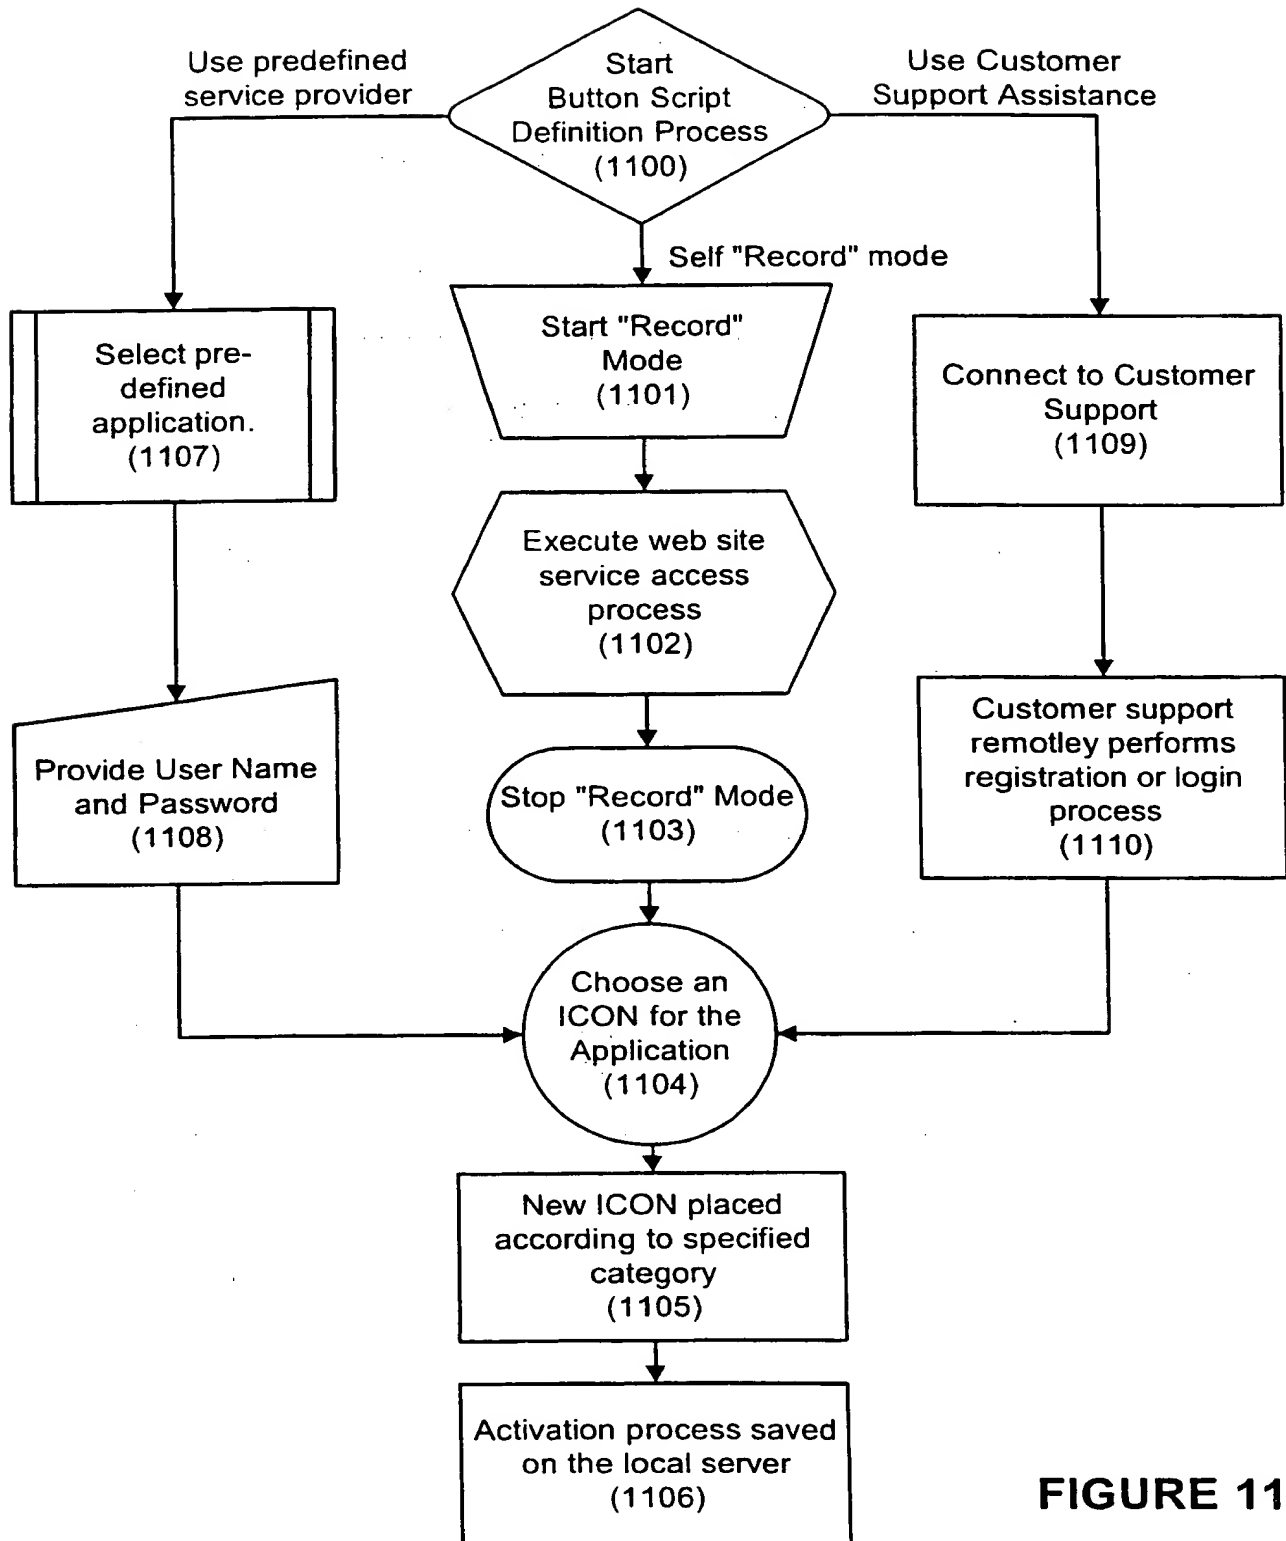 Use predefined
service provider
Start
Button Script
Definition Process
(1100)
Use Customer
Support Assistance
Self "Record" mode
Select pre-
defined
application.
(1107)
Start "Record"
Mode
(1101)
Connect to Customer
Support
(1109)
Execute web site
service access
process
(1102)
Provide User Name
and Password
(1108)
Stop "Record" Mode
(1103)
Customer support
remotley performs
registration or login
process
(1110)
Choose an
ICON for the
Application
(1104)
New ICON placed
according to specified
category
(1105)
Activation process saved
on the local server
(1106)
FIGURE 11